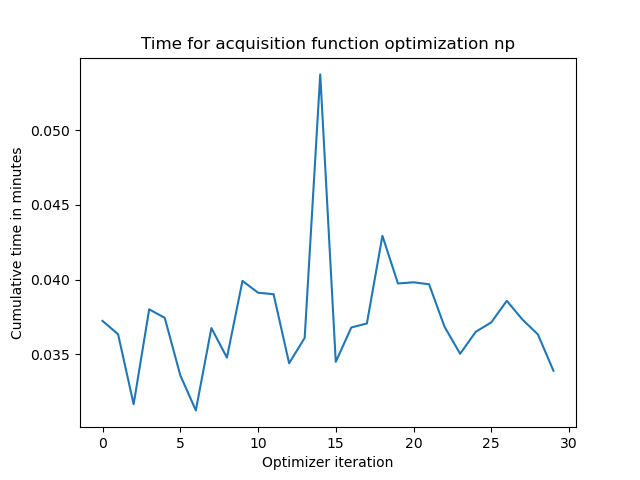 Time for acquisition function optimization np
Cumulative time in minutes
0.050
0.045
0.040
0.035
0 5 10 15 20 25 30
Optimizer iteration